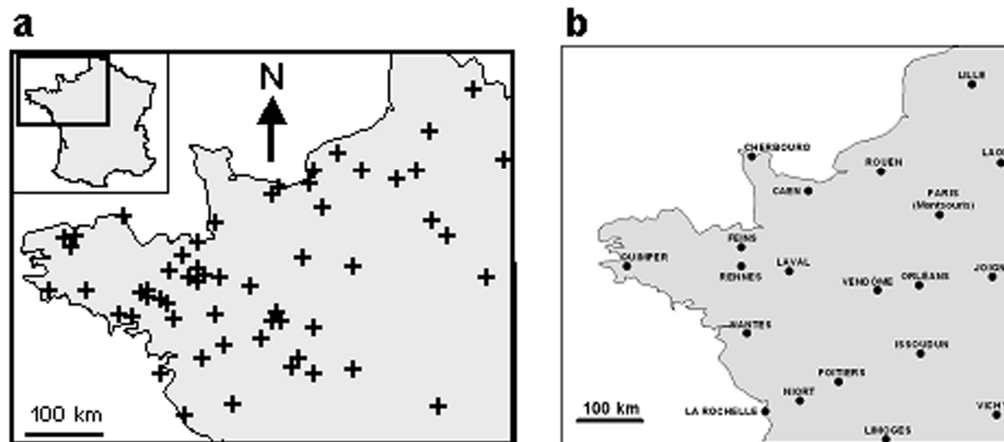 a
N
100 km
b
LILLE
CHERBOURG
ROUEN
CAEN
PARIS
(Montsouris)
FEINS
QUIMPER
RENNES
LAVAL
VENDÔME
ORLÉANS
NANTES
ISSOUDUN
POITIERS
NIORT
LA ROCHELLE
LIMOGES
100 km